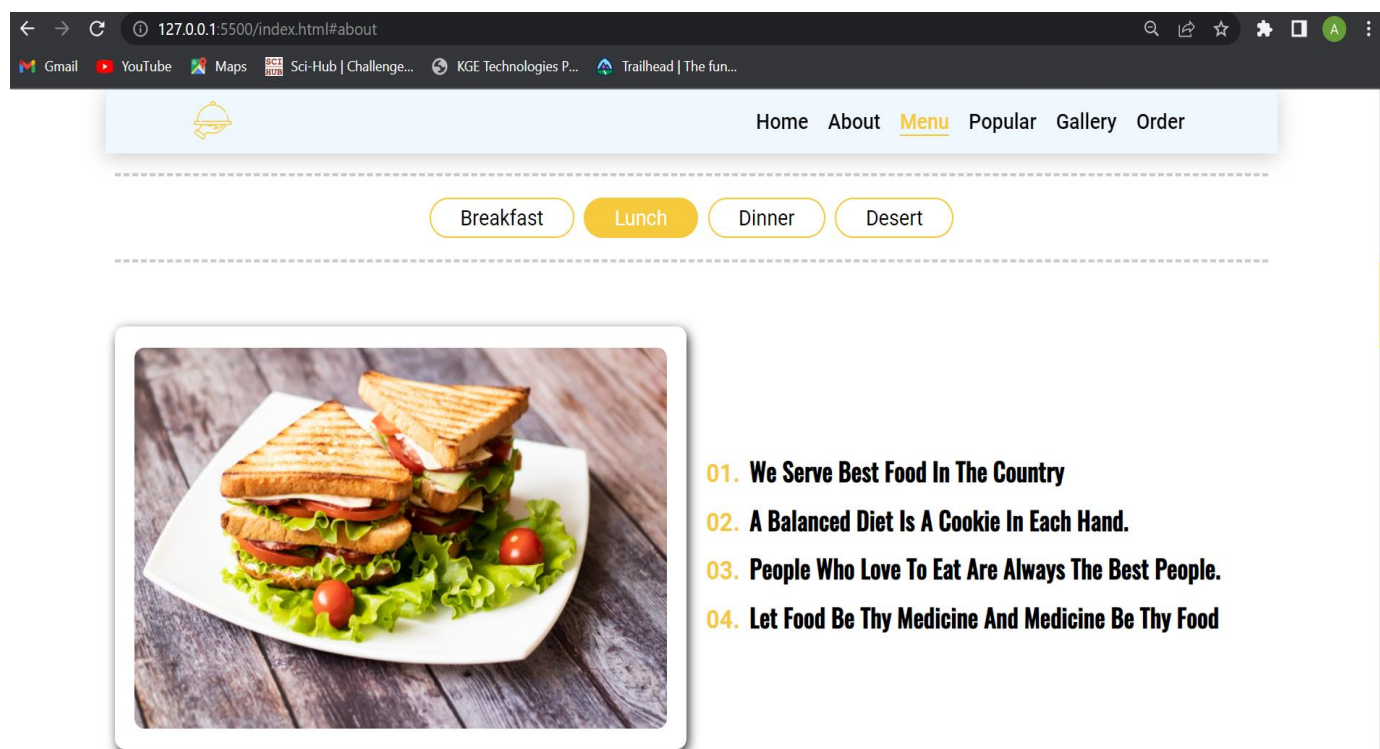 127.0.0.1:5500/index.html#about
A
Gmail YouTube Maps SCI HUB Sci-Hub | Challenge... KGE Technologies P... Trailhead | The fun...
Home About Menu Popular Gallery Order
Breakfast Lunch Dinner Desert
01. We Serve Best Food In The Country
02. A Balanced Diet Is A Cookie In Each Hand.
03. People Who Love To Eat Are Always The Best People.
04. Let Food Be Thy Medicine And Medicine Be Thy Food